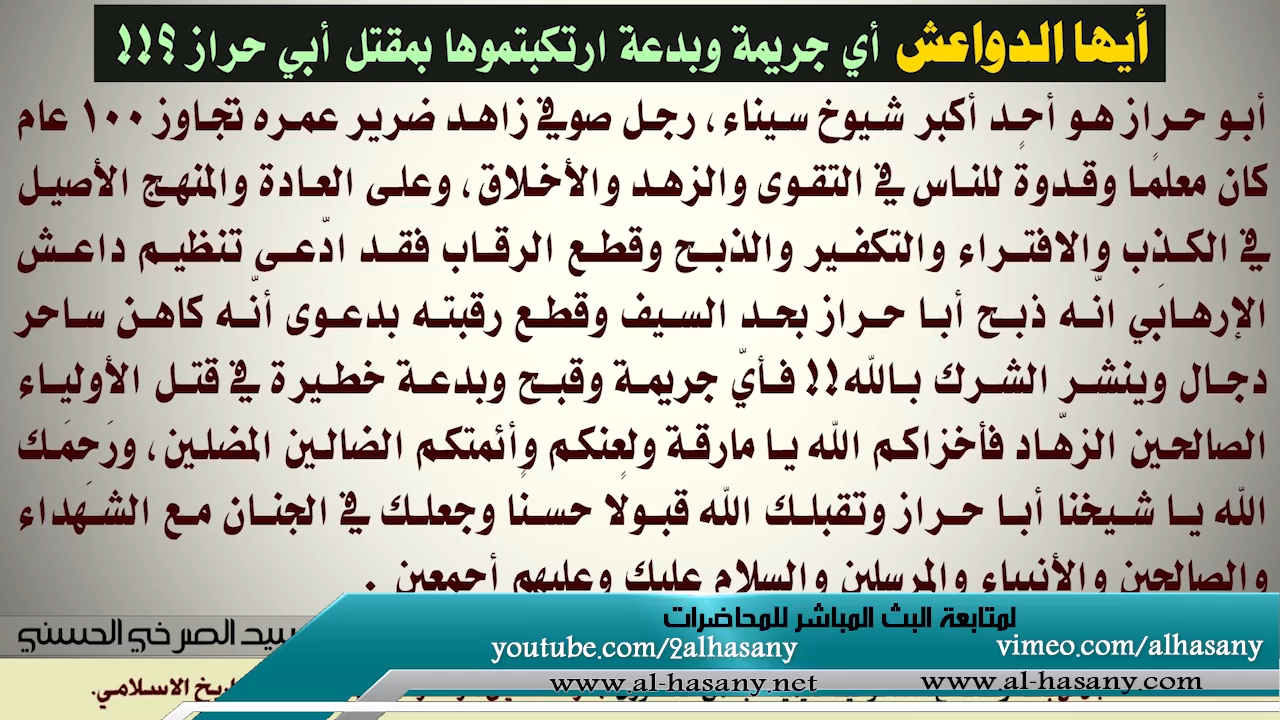 أيها الدواعش أي جريمة وبدعة ارتكبتموها بمقتل أبي حراز ؟!!
أبو حراز هو أحد أكبر شيوخ سيناء، رجل صوفي زاهد ضرير عمره تجاوز ١٠٠ عام
كان معلمًا وقدوة للناس في التقوى والزهد والأخلاق، وعلى العادة والمنهج الأصيل
في الكذب والافتراء والتكفير والذبح وقطع الرقاب فقد ادّعى تنظيم داعش
الإرهابي انّه ذبح أبا حراز بحد السيف وقطع رقبته بدعوى أنّه كاهن ساحر
دجال وينشر الشرك بالله!! فأيّ جريمة وقبح وبدعة خطيرة في قتل الأولياء
الصالحين الزهّاد فأخزاكم الله يا مارقة ولعنكم وأئمتكم الضالين المضلين، ورَحِمَك
الله يا شيخنا أبا حراز وتقبلك الله قبولًا حسنًا وجعلك في الجنان مع الشهداء
والصالحين والأنبياء والمرسلين والسلام عليك وعليهم أجمعين .
الصرخي الحسني
لمتابعة البث المباشر للمحاضرات
youtube.com/2alhasany
vimeo.com/alhasany
www.al-hasany.net
www.al-hasany.com
الاسلامي.